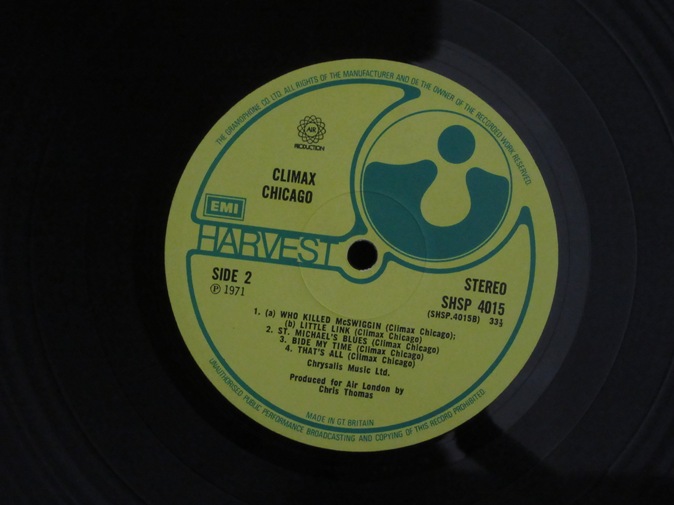 THE GRAMOPHONE CO LTD. ALL RIGHTS OF THE MANUFACTURER AND OF THE OWNER OF THE RECORDED WORK RESERVED
AIR
PRODUCTION
CLIMAX
CHICAGO
EMI
HARVEST
SIDE 2
Ⓟ 1971
STEREO
SHSP 4015
(SHSP.4015B) 33⅓
1. (a) WHO KILLED McSWIGGIN (Climax Chicago);
(b) LITTLE LINK (Climax Chicago)
2. ST. MICHAEL'S BLUES (Climax Chicago)
3. BIDE MY TIME (Climax Chicago)
4. THAT'S ALL (Climax Chicago)
Chrysalis Music Ltd.
Produced for Air London by
Chris Thomas
MADE IN GT. BRITAIN
UNAUTHORISED PUBLIC PERFORMANCE BROADCASTING AND COPYING OF THIS RECORD PROHIBITED